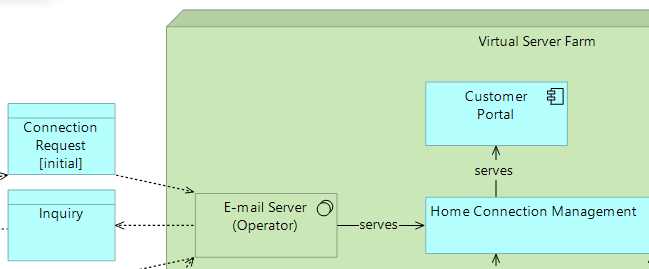 Virtual Server Farm
Customer
Portal
Connection
Request
[initial]
serves
Inquiry
E-mail Server
(Operator)
serves
Home Connection Management